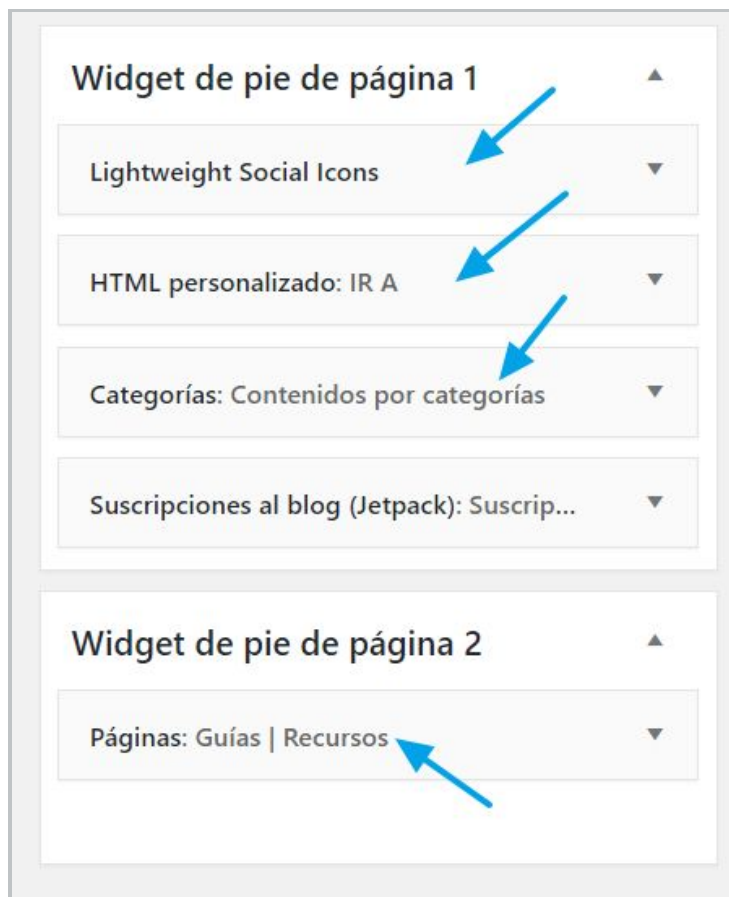 Widget de pie de página 1
Lightweight Social Icons
HTML personalizado: IR A
Categorías: Contenidos por categorías
Suscripciones al blog (Jetpack): Suscrip...
Widget de pie de página 2
Páginas: Guías | Recursos